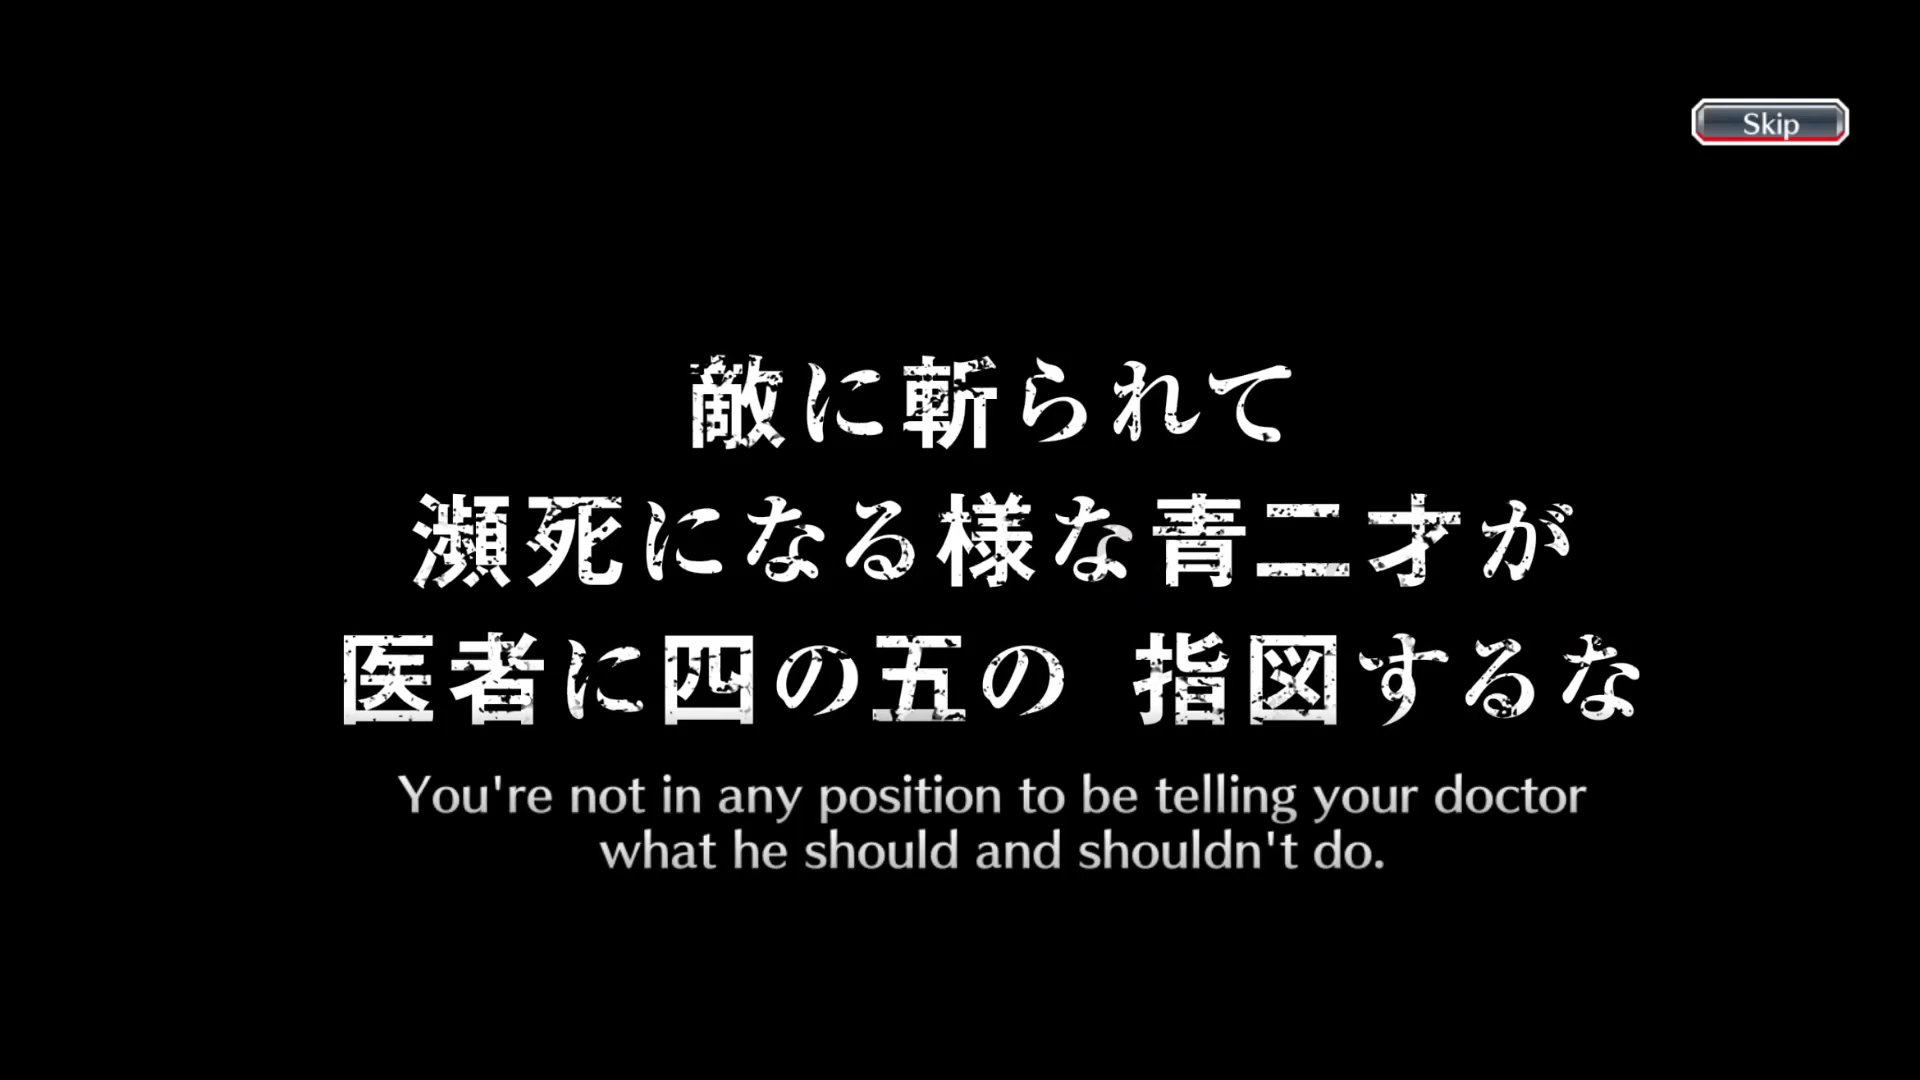 Skip
敵に斬られて
瀕死になる様な青二才が
医者に四の五の 指図するな
You're not in any position to be telling your doctor
what he should and shouldn't do.